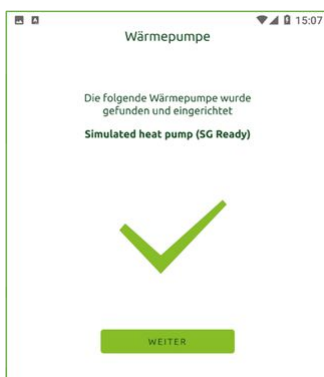 15:07
Wärmepumpe
Die folgende Wärmepumpe wurde
gefunden und eingerichtet
Simulated heat pump (SG Ready)
WEITER